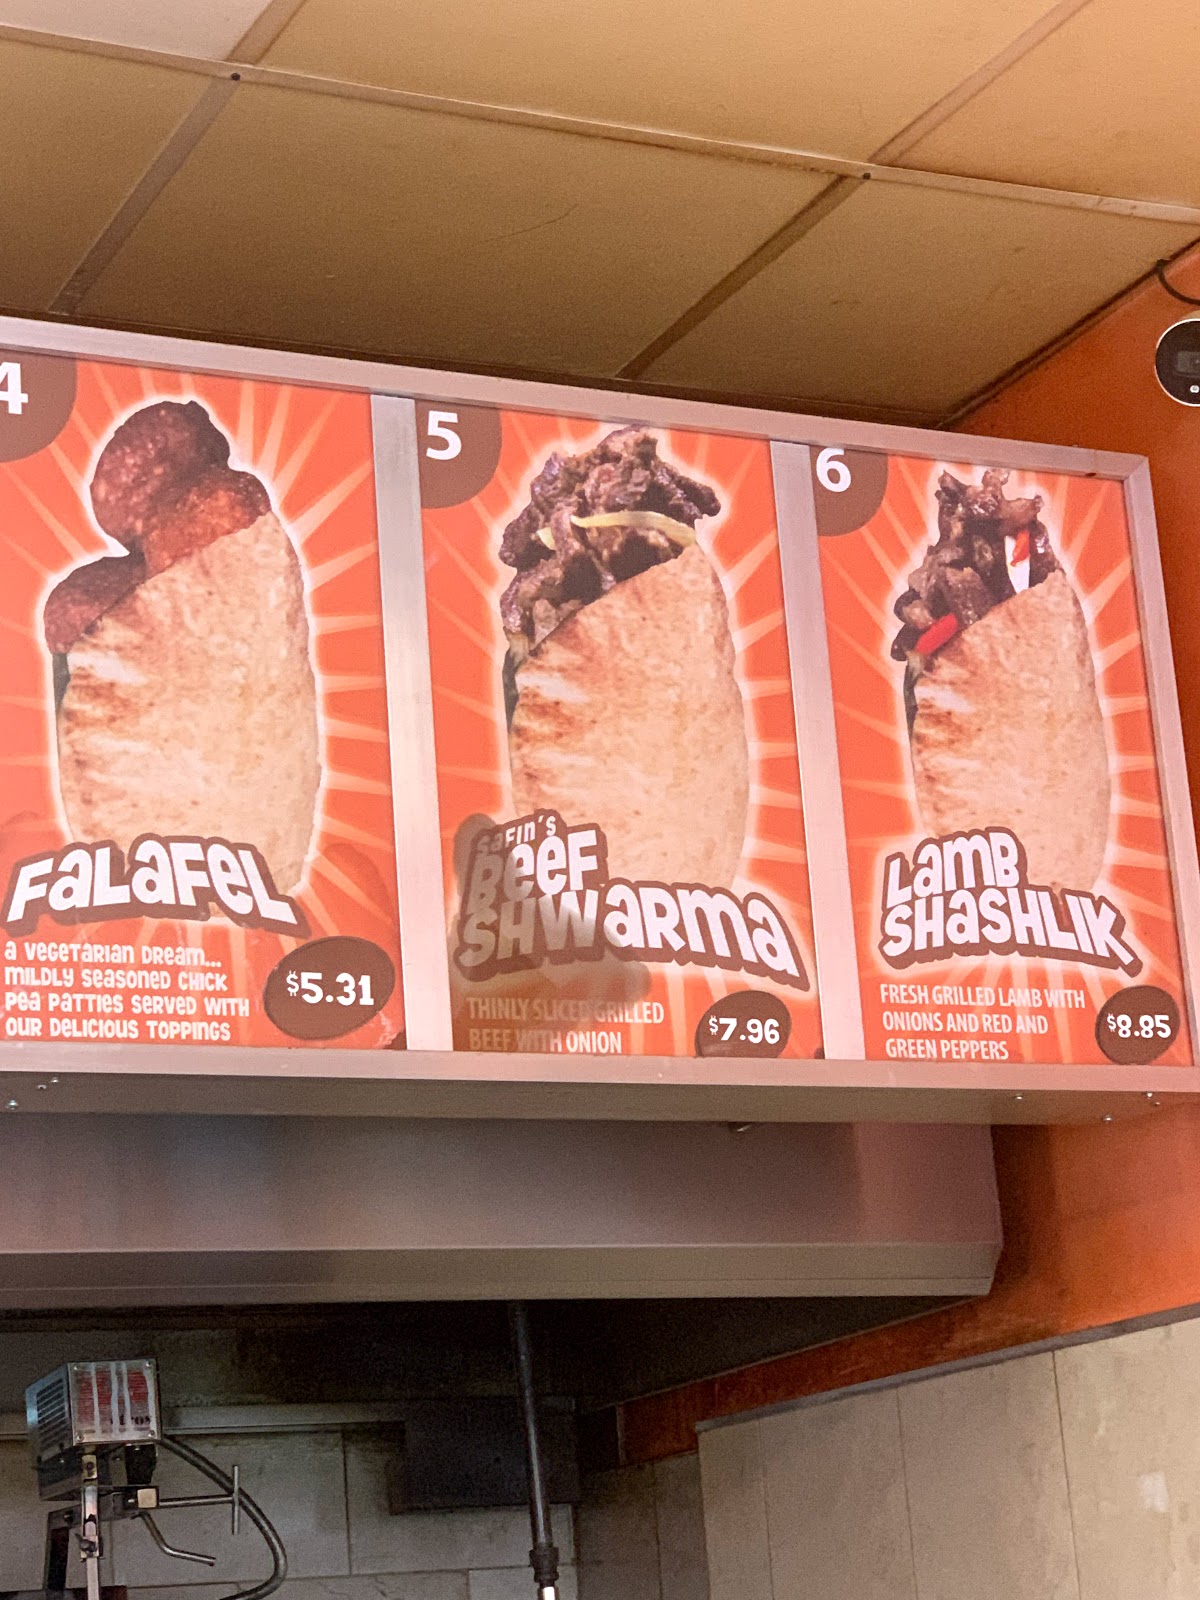 4
FALAFEL
A VEGETARIAN DREAM...
MILDLY SEASONED CHICK
PEA PATTIES SERVED WITH
OUR DELICIOUS TOPPINGS
$5.31
5
SAFIN'S
BEEF
SHWARMA
THINLY SLICED GRILLED
BEEF WITH ONION
$7.96
6
LAMB
SHASHLIK
FRESH GRILLED LAMB WITH
ONIONS AND RED AND
GREEN PEPPERS
$8.85